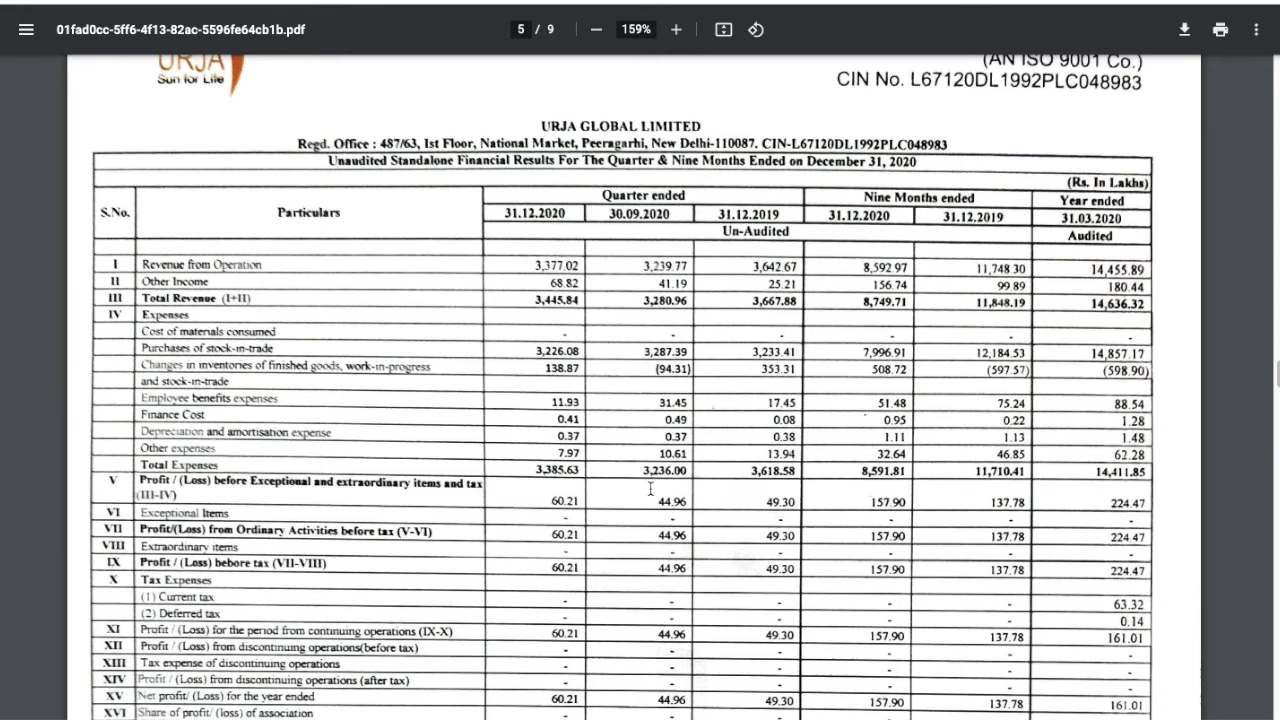 01fad0cc-5ff6-4f13-82ac-5596fe64cb1b.pdf 5 / 9 159%
URJA
Sun for Life
(AN ISO 9001 Co.)
CIN No. L67120DL1992PLC048983
URJA GLOBAL LIMITED
Regd. Office : 487/63, 1st Floor, National Market, Peeragarhi, New Delhi-110087. CIN-L67120DL1992PLC048983
Unaudited Standalone Financial Results For The Quarter & Nine Months Ended on December 31, 2020
(Rs. In Lakhs)
S.No. Particulars Quarter ended Nine Months ended Year ended
31.12.2020 30.09.2020 31.12.2019 31.12.2020 31.12.2019 31.03.2020
Un-Audited Audited
I Revenue from Operation 3,377.02 3,239.77 3,642.67 8,592.97 11,748.30 14,455.89
II Other Income 68.82 41.19 25.21 156.74 99.89 180.44
III Total Revenue (I+II) 3,445.84 3,280.96 3,667.88 8,749.71 11,848.19 14,636.32
IV Expenses
Cost of materials consumed - - - - - -
Purchases of stock-in-trade 3,226.08 3,287.39 3,233.41 7,996.91 12,184.53 14,857.17
Changes in inventories of finished goods, work-in-progress 138.87 (94.31) 353.31 508.72 (597.57) (598.90)
and stock-in-trade
Employee benefits expenses 11.93 31.45 17.45 51.48 75.24 88.54
Finance Cost 0.41 0.49 0.08 0.95 0.22 1.28
Depreciation and amortisation expense 0.37 0.37 0.38 1.11 1.13 1.48
Other expenses 7.97 10.61 13.94 32.64 46.85 62.28
Total Expenses 3,385.63 3,236.00 3,618.58 8,591.81 11,710.41 14,411.85
V Profit / (Loss) before Exceptional and extraordinary items and tax
(III-IV) 60.21 44.96 49.30 157.90 137.78 224.47
VI Exceptional Items - - - - - -
VII Profit/(Loss) from Ordinary Activities before tax (V-VI) 60.21 44.96 49.30 157.90 137.78 224.47
VIII Extraordinary items - - - - - -
IX Profit / (Loss) bebore tax (VII-VIII) 60.21 44.96 49.30 157.90 137.78 224.47
X Tax Expenses
(1) Current tax - - - - - 63.32
(2) Deferred tax - - - - - 0.14
XI Profit / (Loss) for the period from continuing operations (IX-X) 60.21 44.96 49.30 157.90 137.78 161.01
XII Profit / (Loss) from discontinuing operations(before tax) - - - - - -
XIII Tax expense of discontinuing operations - - - - - -
XIV Profit / (Loss) from discontinuing operations (after tax) - - - - - -
XV Net profit/ (Loss) for the year ended 60.21 44.96 49.30 157.90 137.78 161.01
XVI Share of profit/ (loss) of association - - - - - -